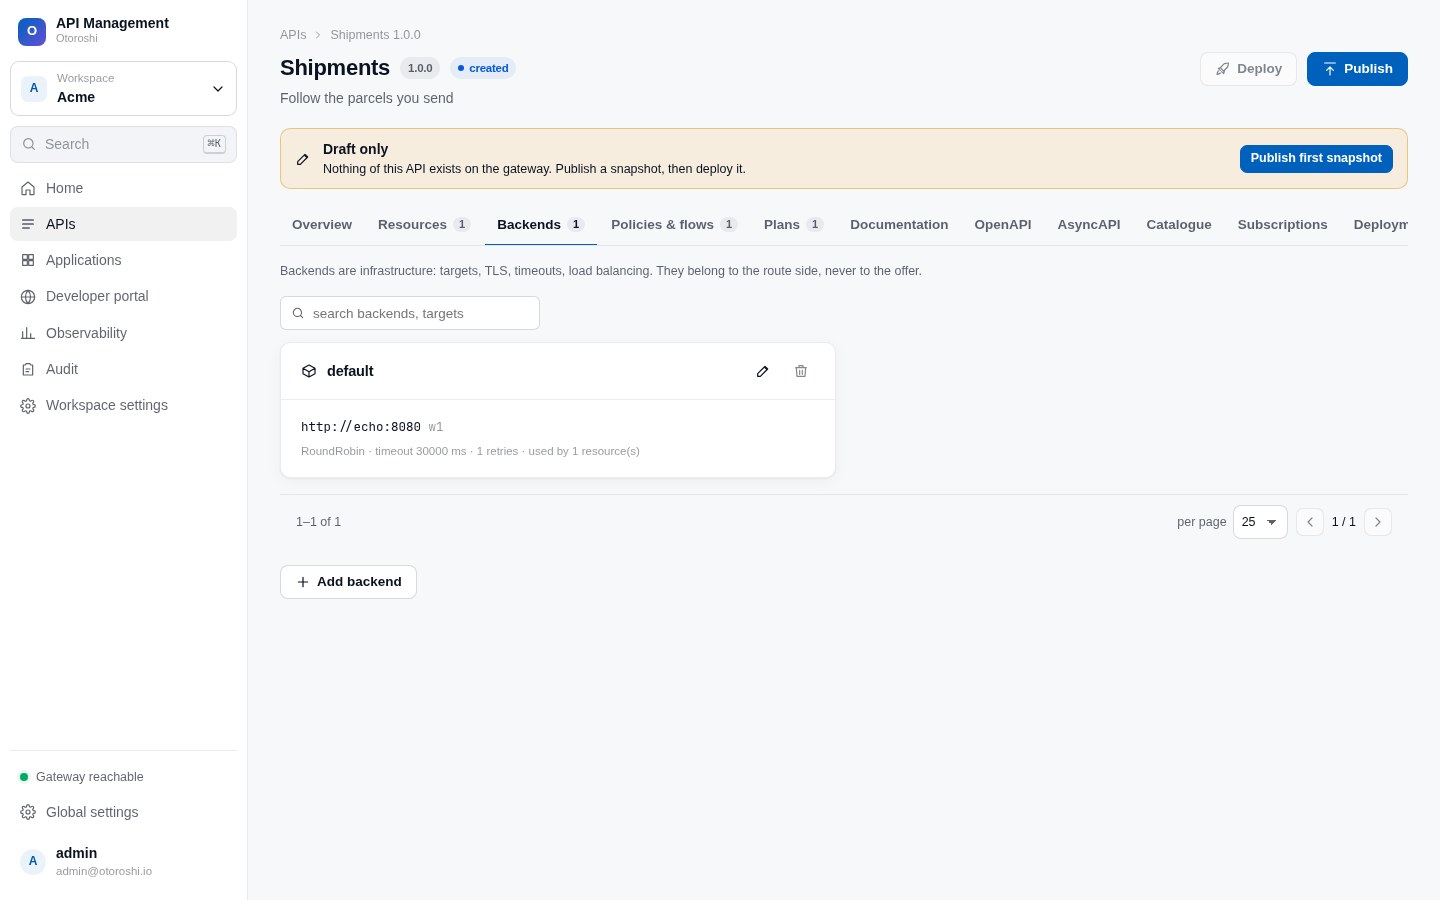 O
API Management
Otoroshi
A
Workspace
Acme
Search
⌘K
Home
APIs
Applications
Developer portal
Observability
Audit
Workspace settings
Gateway reachable
Global settings
A
admin
admin@otoroshi.io
APIs
Shipments 1.0.0
Shipments
1.0.0
created
Deploy
Publish
Follow the parcels you send
Draft only
Nothing of this API exists on the gateway. Publish a snapshot, then deploy it.
Publish first snapshot
Overview
Resources 1
Backends 1
Policies & flows 1
Plans 1
Documentation
OpenAPI
AsyncAPI
Catalogue
Subscriptions
Deploym
Backends are infrastructure: targets, TLS, timeouts, load balancing. They belong to the route side, never to the offer.
search backends, targets
default
http://echo:8080 w1
RoundRobin · timeout 30000 ms · 1 retries · used by 1 resource(s)
1–1 of 1
per page
25
1 / 1
Add backend